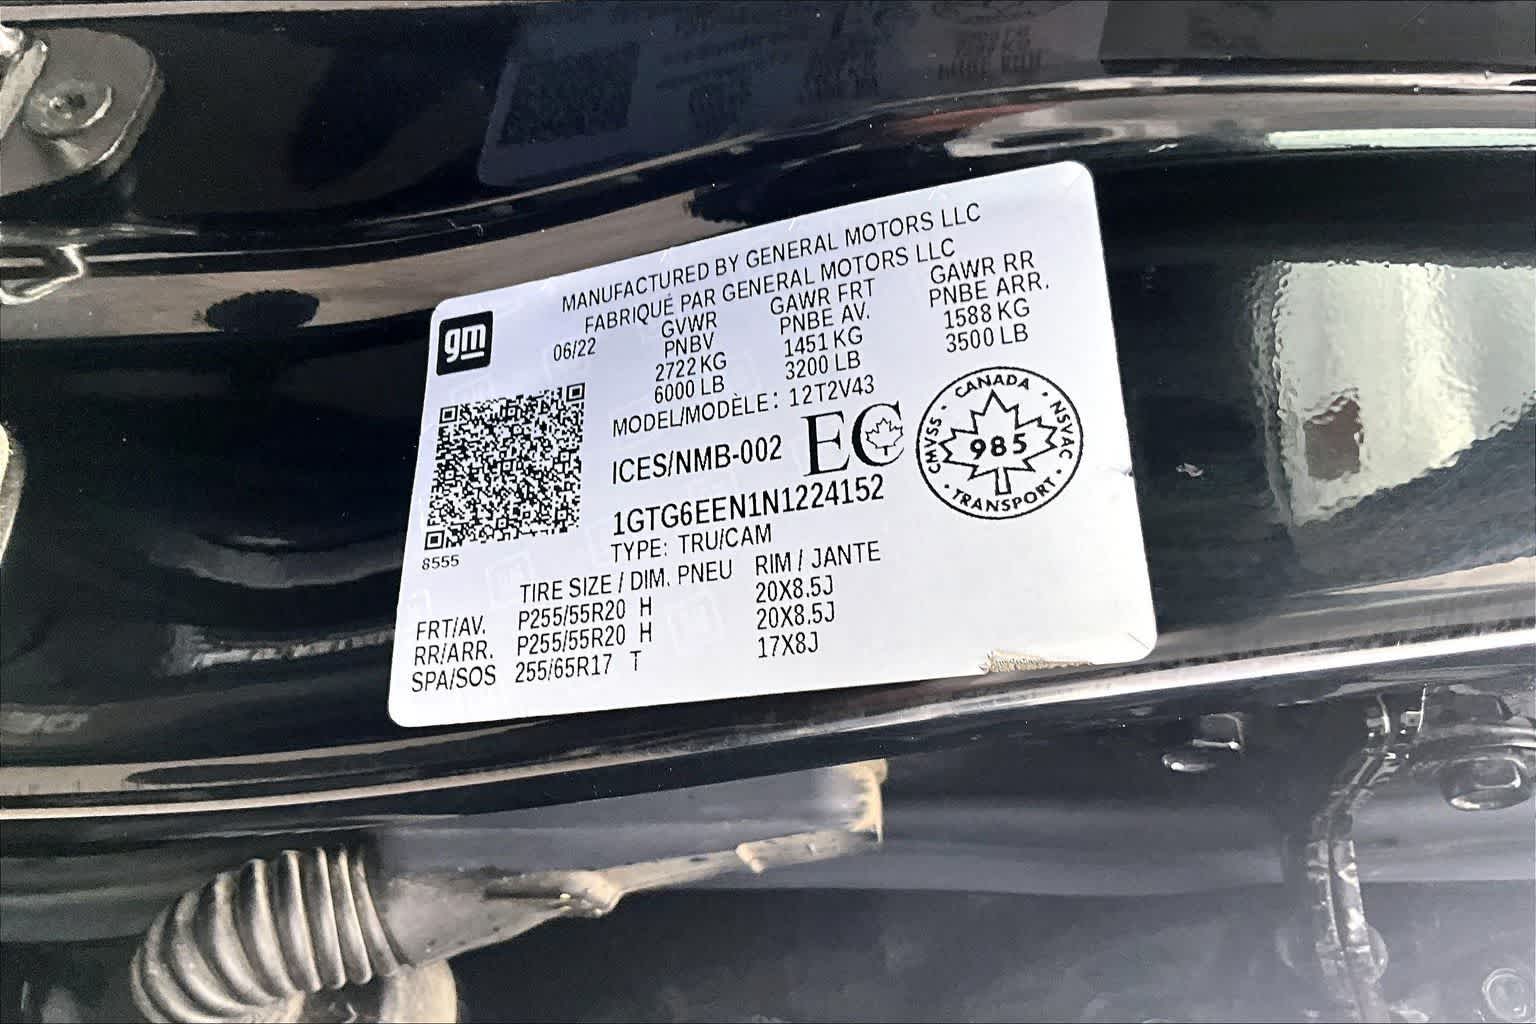 MANUFACTURED BY GENERAL MOTORS LLC
FABRIQUÉ PAR GENERAL MOTORS LLC
gm
06/22
GVWR
PNBV
2722 KG
6000 LB
GAWR FRT
PNBE AV.
1451 KG
3200 LB
GAWR RR
PNBE ARR.
1588 KG
3500 LB
MODEL/MODÈLE: 12T2V43
ICES/NMB-002
EC
CANADA · NSVAC · TRANSPORT · CMVSS ·
985
1GTG6EEN1N1224152
TYPE: TRU/CAM
8555
TIRE SIZE / DIM. PNEU RIM / JANTE
FRT/AV. P255/55R20 H 20X8.5J
RR/ARR. P255/55R20 H 20X8.5J
SPA/SOS 255/65R17 T 17X8J